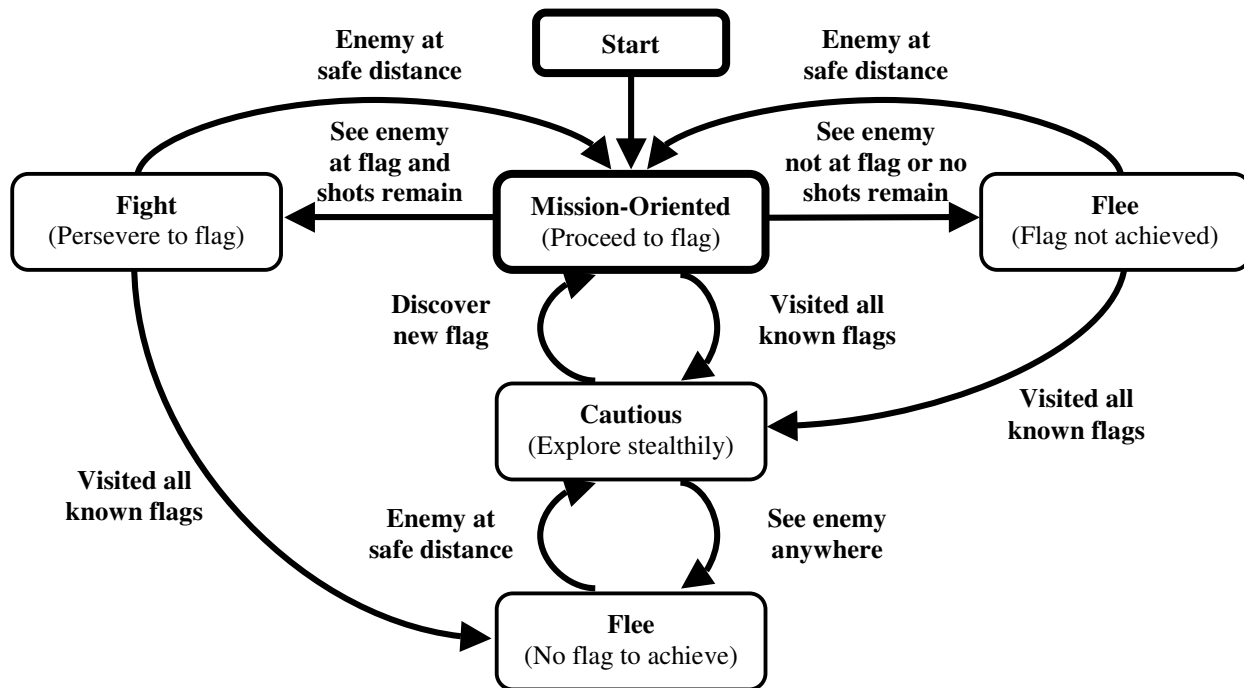 Enemy at
safe distance
Start
Enemy at
safe distance
See enemy
at flag and
shots remain
See enemy
not at flag or no
shots remain
Fight
(Persevere to flag)
Mission-Oriented
(Proceed to flag)
Flee
(Flag not achieved)
Discover
new flag
Visited all
known flags
Cautious
(Explore stealthily)
Visited all
known flags
Visited all
known flags
Enemy at
safe distance
See enemy
anywhere
Flee
(No flag to achieve)